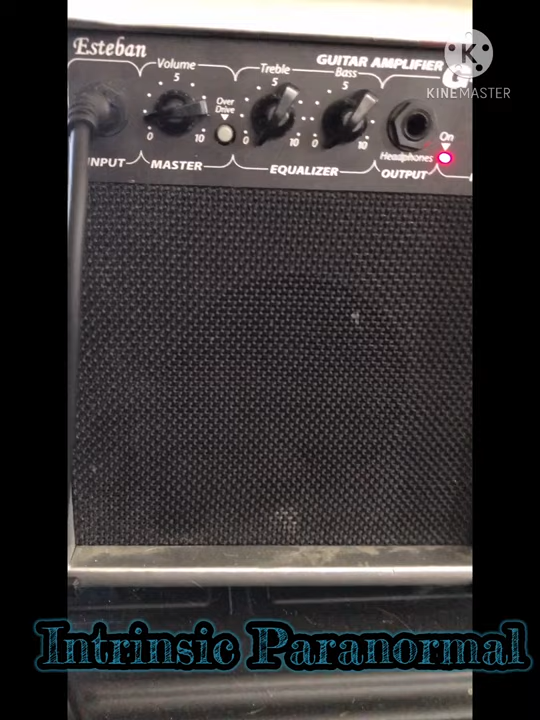 Esteban
GUITAR AMPLIFIER
KINEMASTER
Volume
5
Treble
5
Bass
5
Over
Drive
On
0
10
0
10
0
10
Headphones
INPUT
MASTER
EQUALIZER
OUTPUT
Intrinsic Paranormal